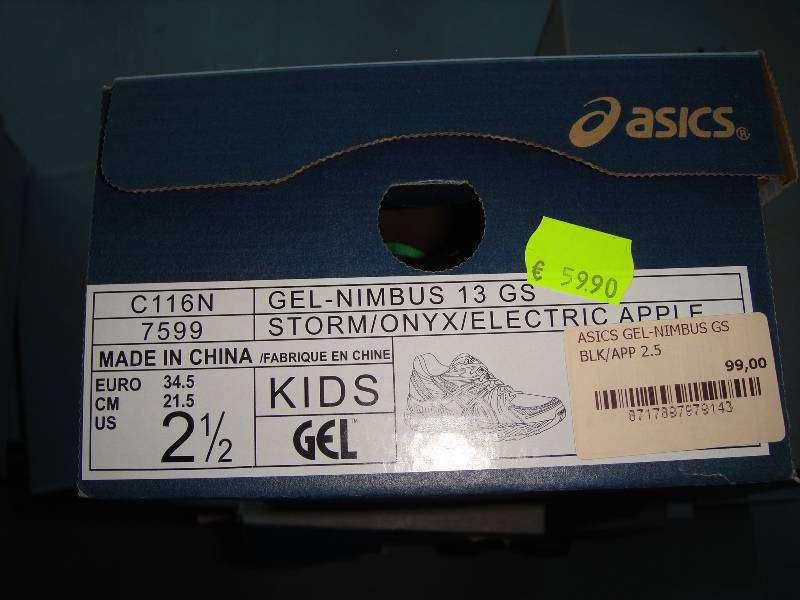 asics®
€ 59.90
C116N
GEL-NIMBUS 13 GS
7599
STORM/ONYX/ELECTRIC APPLE
MADE IN CHINA /FABRIQUE EN CHINE
EURO 34.5
CM 21.5
US 2½
KIDS
GEL™
ASICS GEL-NIMBUS GS
BLK/APP 2.5
99,00
8717887978143